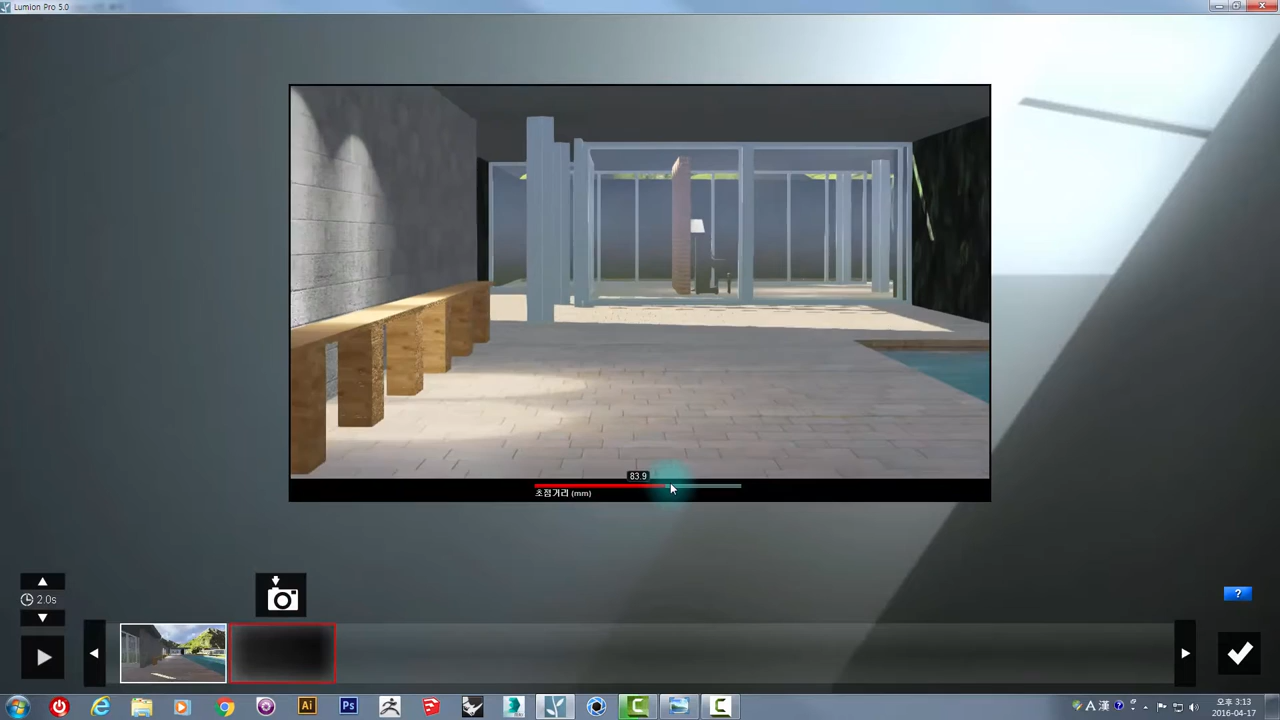 Lumion Pro 5.0
83.9
초점거리 (mm)
2.0s
?
Ai
Ps
C
C
A 漢
오후 3:13
2016-04-17